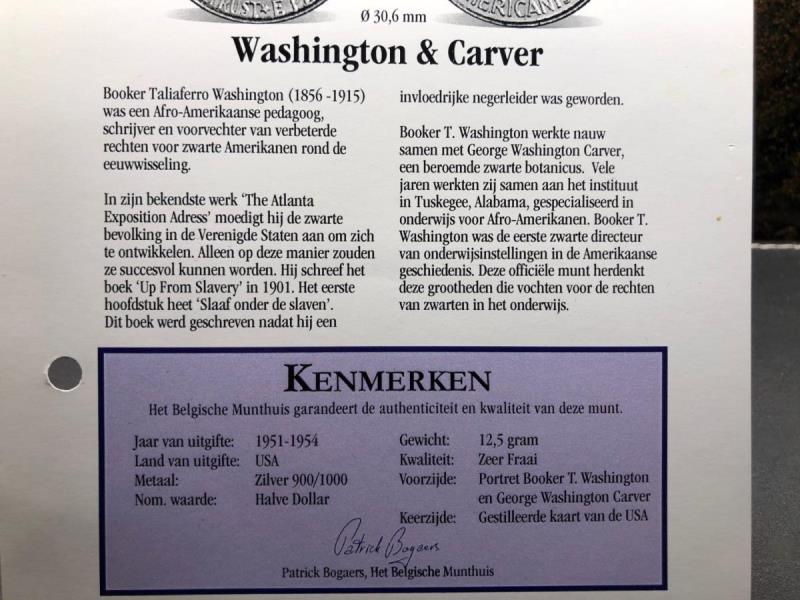 TRUST·E PL
AMERICANIS
Ø 30,6 mm
Washington & Carver
Booker Taliaferro Washington (1856 -1915)
was een Afro-Amerikaanse pedagoog,
schrijver en voorvechter van verbeterde
rechten voor zwarte Amerikanen rond de
eeuwwisseling.
In zijn bekendste werk ‘The Atlanta
Exposition Adress’ moedigt hij de zwarte
bevolking in de Verenigde Staten aan om zich
te ontwikkelen. Alleen op deze manier zouden
ze succesvol kunnen worden. Hij schreef het
boek ‘Up From Slavery’ in 1901. Het eerste
hoofdstuk heet ‘Slaaf onder de slaven’.
Dit boek werd geschreven nadat hij een
invloedrijke negerleider was geworden.
Booker T. Washington werkte nauw
samen met George Washington Carver,
een beroemde zwarte botanicus. Vele
jaren werkten zij samen aan het instituut
in Tuskegee, Alabama, gespecialiseerd in
onderwijs voor Afro-Amerikanen. Booker T.
Washington was de eerste zwarte directeur
van onderwijsinstellingen in de Amerikaanse
geschiedenis. Deze officiële munt herdenkt
deze grootheden die vochten voor de rechten
van zwarten in het onderwijs.
KENMERKEN
Het Belgische Munthuis garandeert de authenticiteit en kwaliteit van deze munt.
Jaar van uitgifte: 1951-1954
Land van uitgifte: USA
Metaal: Zilver 900/1000
Nom. waarde: Halve Dollar
Gewicht: 12,5 gram
Kwaliteit: Zeer Fraai
Voorzijde: Portret Booker T. Washington
en George Washington Carver
Keerzijde: Gestilleerde kaart van de USA
Patrick Bogaers
Patrick Bogaers, Het Belgische Munthuis